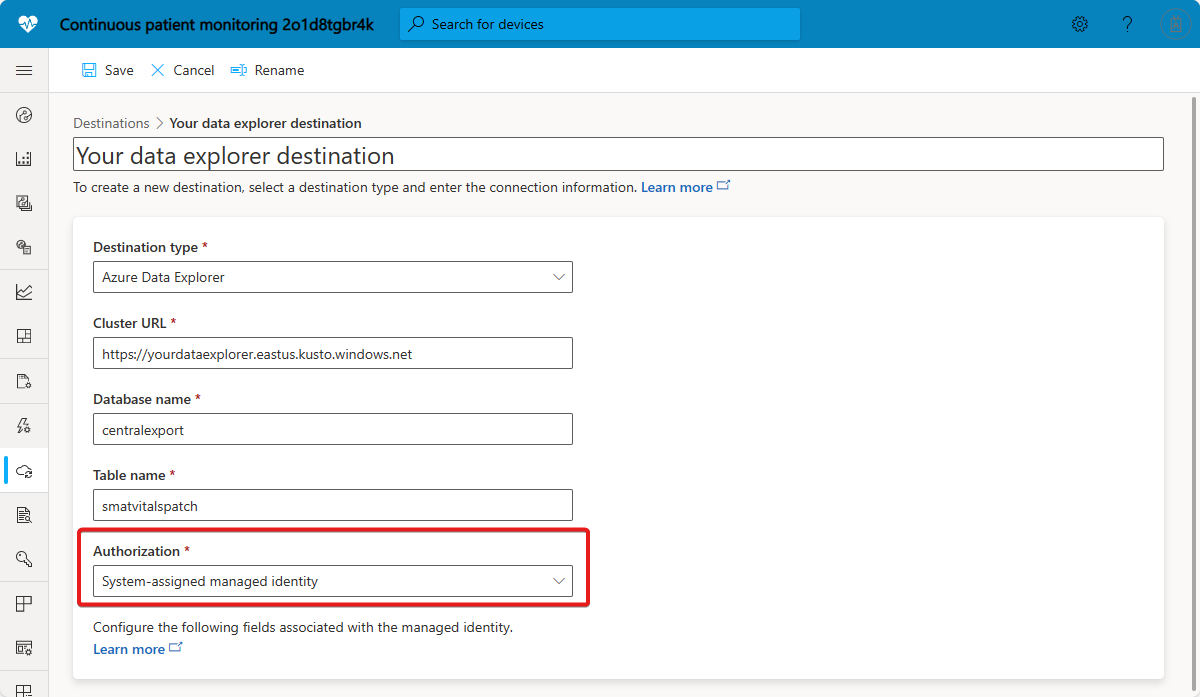 Continuous patient monitoring 2o1d8tgbr4k
Search for devices
?
Save
Cancel
Rename
Destinations > Your data explorer destination
Your data explorer destination
To create a new destination, select a destination type and enter the connection information. Learn more
Destination type *
Azure Data Explorer
Cluster URL *
https://yourdataexplorer.eastus.kusto.windows.net
Database name *
centralexport
Table name *
smatvitalspatch
Authorization *
System-assigned managed identity
Configure the following fields associated with the managed identity.
Learn more